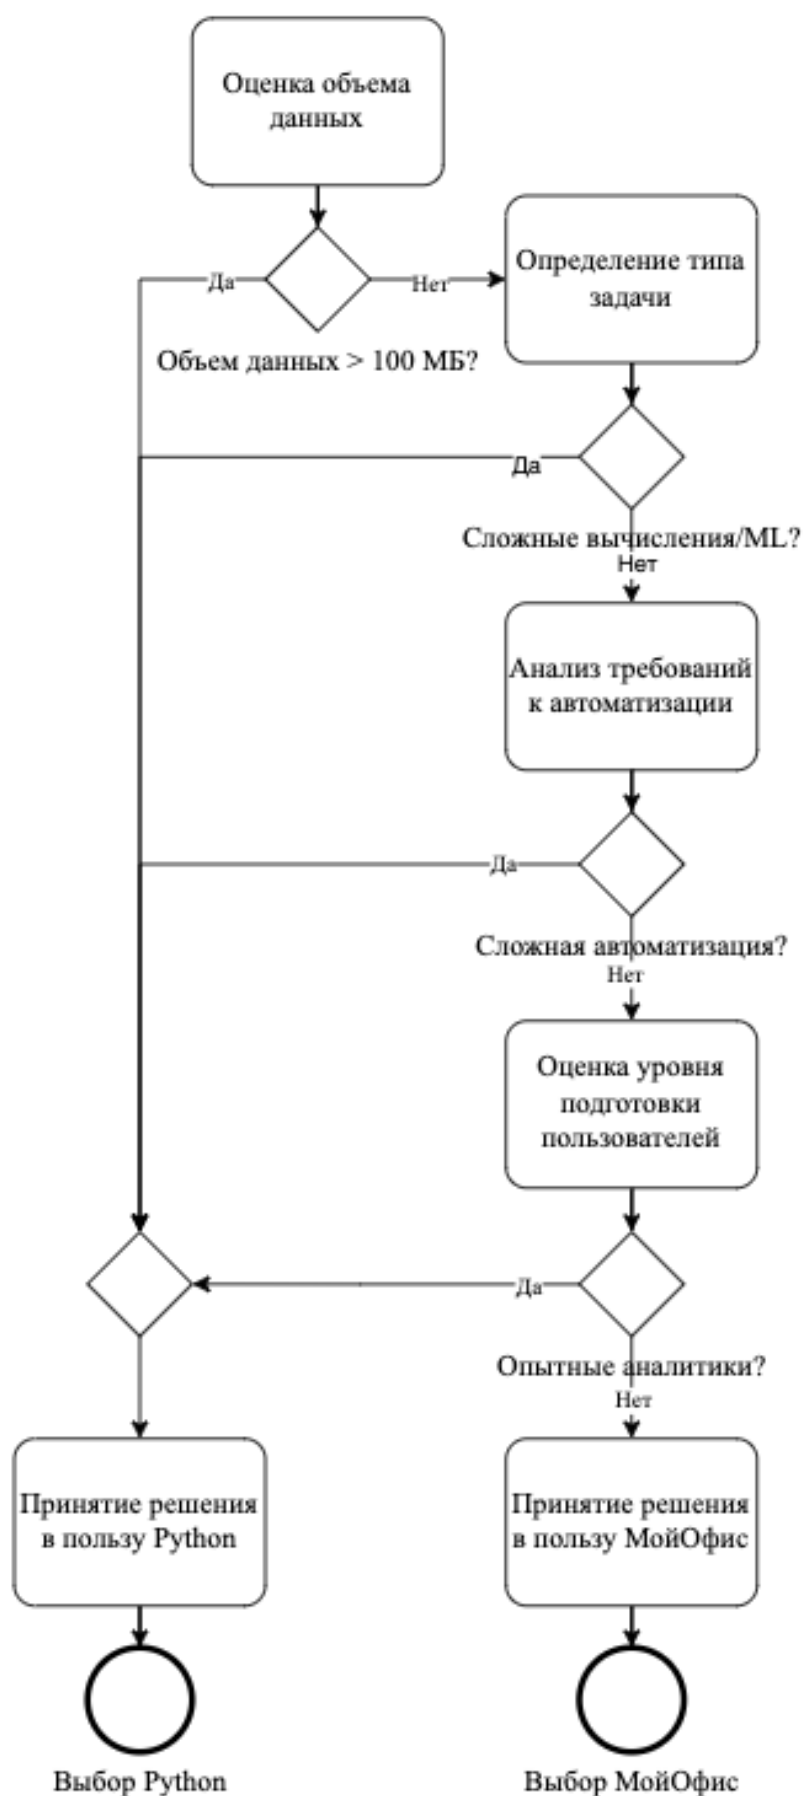 Оценка объема
данных
Да
Нет
Определение типа
задачи
Объем данных > 100 МБ?
Да
Сложные вычисления/ML?
Нет
Анализ требований
к автоматизации
Да
Сложная автоматизация?
Нет
Оценка уровня
подготовки
пользователей
Да
Опытные аналитики?
Нет
Принятие решения
в пользу Python
Принятие решения
в пользу МойОфис
Выбор Python
Выбор МойОфис